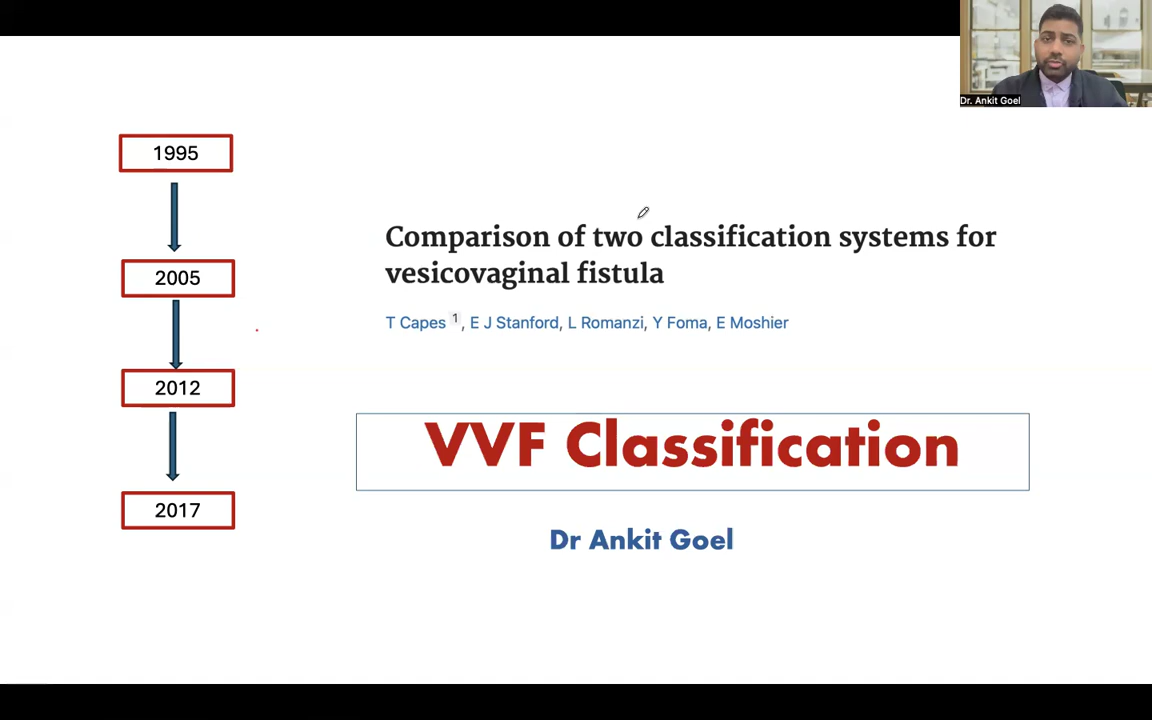 Dr. Ankit Goel
1995
2005
2012
2017
Comparison of two classification systems for
vesicovaginal fistula
T Capes 1, E J Stanford, L Romanzi, Y Foma, E Moshier
VVF Classification
Dr Ankit Goel